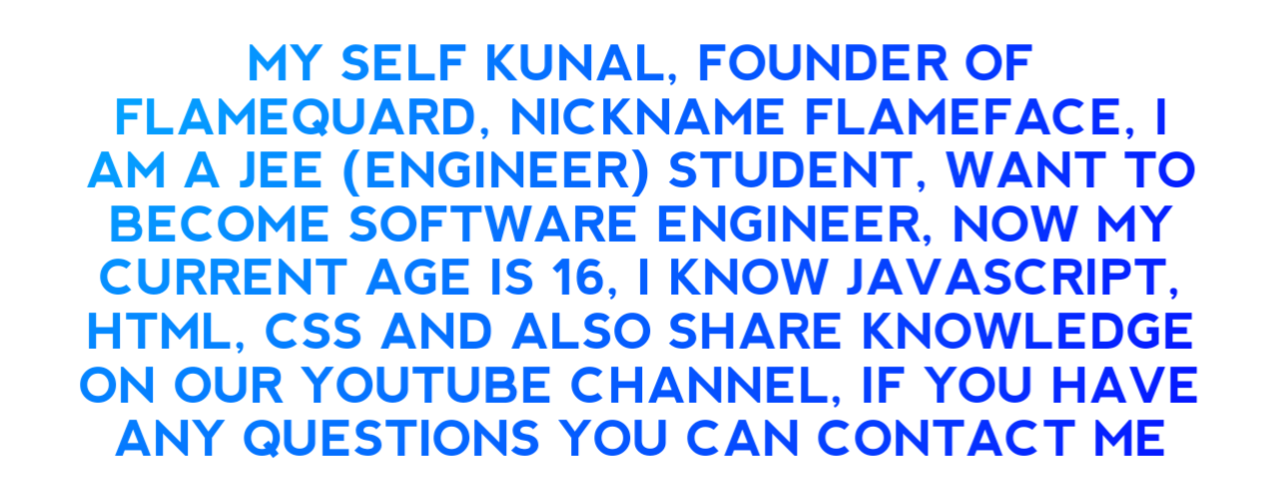 MY SELF KUNAL, FOUNDER OF
FLAMEQUARD, NICKNAME FLAMEFACE, I
AM A JEE (ENGINEER) STUDENT, WANT TO
BECOME SOFTWARE ENGINEER, NOW MY
CURRENT AGE IS 16, I KNOW JAVASCRIPT,
HTML, CSS AND ALSO SHARE KNOWLEDGE
ON OUR YOUTUBE CHANNEL, IF YOU HAVE
ANY QUESTIONS YOU CAN CONTACT ME